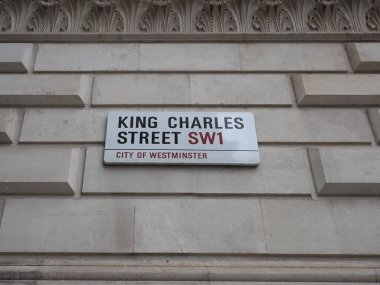 KING CHARLES
STREET SW1
CITY OF WESTMINSTER